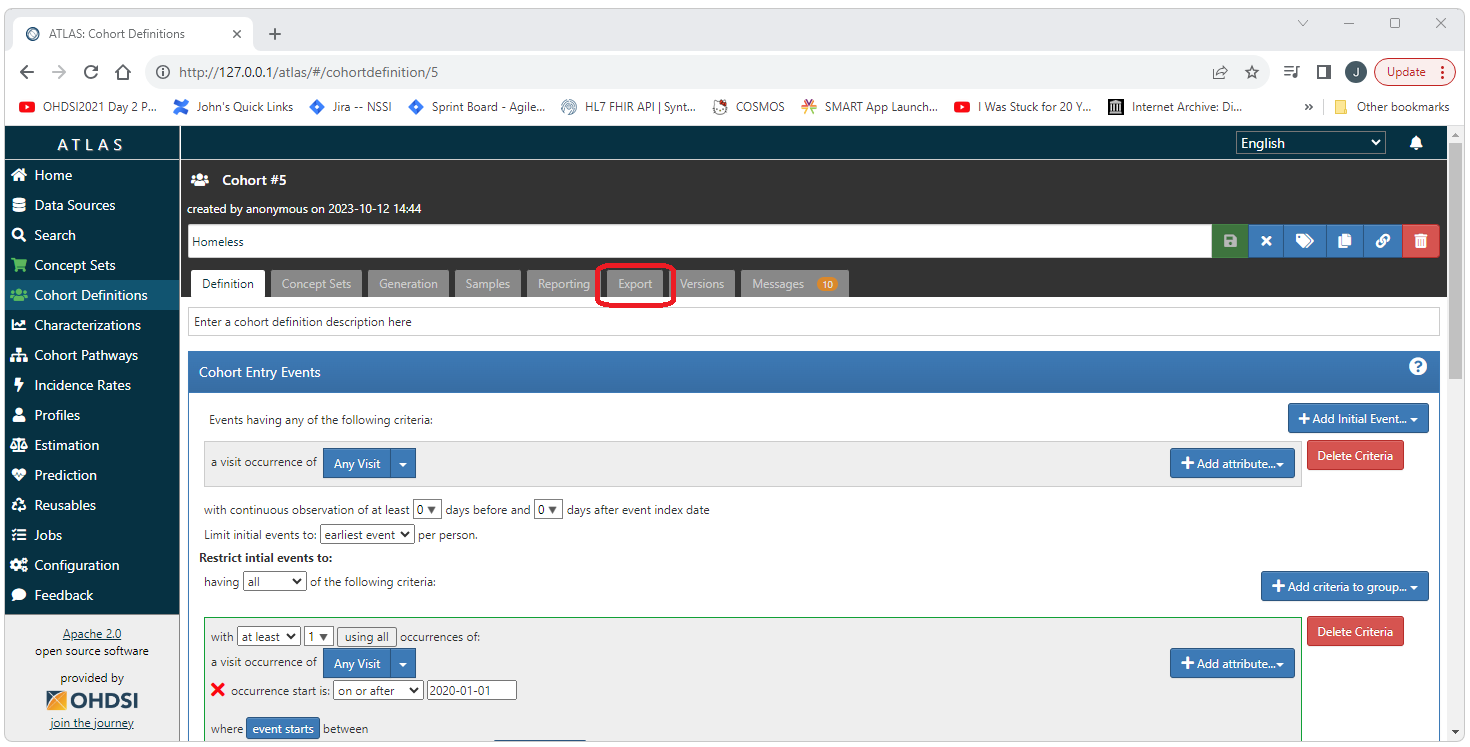 ATLAS: Cohort Definitions
http://127.0.0.1/atlas/#/cohortdefinition/5
J
Update
OHDSI2021 Day 2 P...
John's Quick Links
Jira -- NSSI
Sprint Board - Agile...
HL7 FHIR API | Synt...
COSMOS
SMART App Launch...
I Was Stuck for 20 Y...
Internet Archive: Di...
»
Other bookmarks
ATLAS
English
Home
Data Sources
Search
Concept Sets
Cohort Definitions
Characterizations
Cohort Pathways
Incidence Rates
Profiles
Estimation
Prediction
Reusables
Jobs
Configuration
Feedback
Apache 2.0
open source software
provided by
OHDSI
join the journey
Cohort #5
created by anonymous on 2023-10-12 14:44
Homeless
Definition
Concept Sets
Generation
Samples
Reporting
Export
Versions
Messages 10
Enter a cohort definition description here
Cohort Entry Events
?
Events having any of the following criteria:
Add Initial Event...
a visit occurrence of Any Visit
Add attribute...
Delete Criteria
with continuous observation of at least 0 days before and 0 days after event index date
Limit initial events to: earliest event per person.
Restrict intial events to:
having all of the following criteria:
Add criteria to group...
with at least 1 using all occurrences of:
Delete Criteria
a visit occurrence of Any Visit
Add attribute...
occurrence start is: on or after 2020-01-01
where event starts between